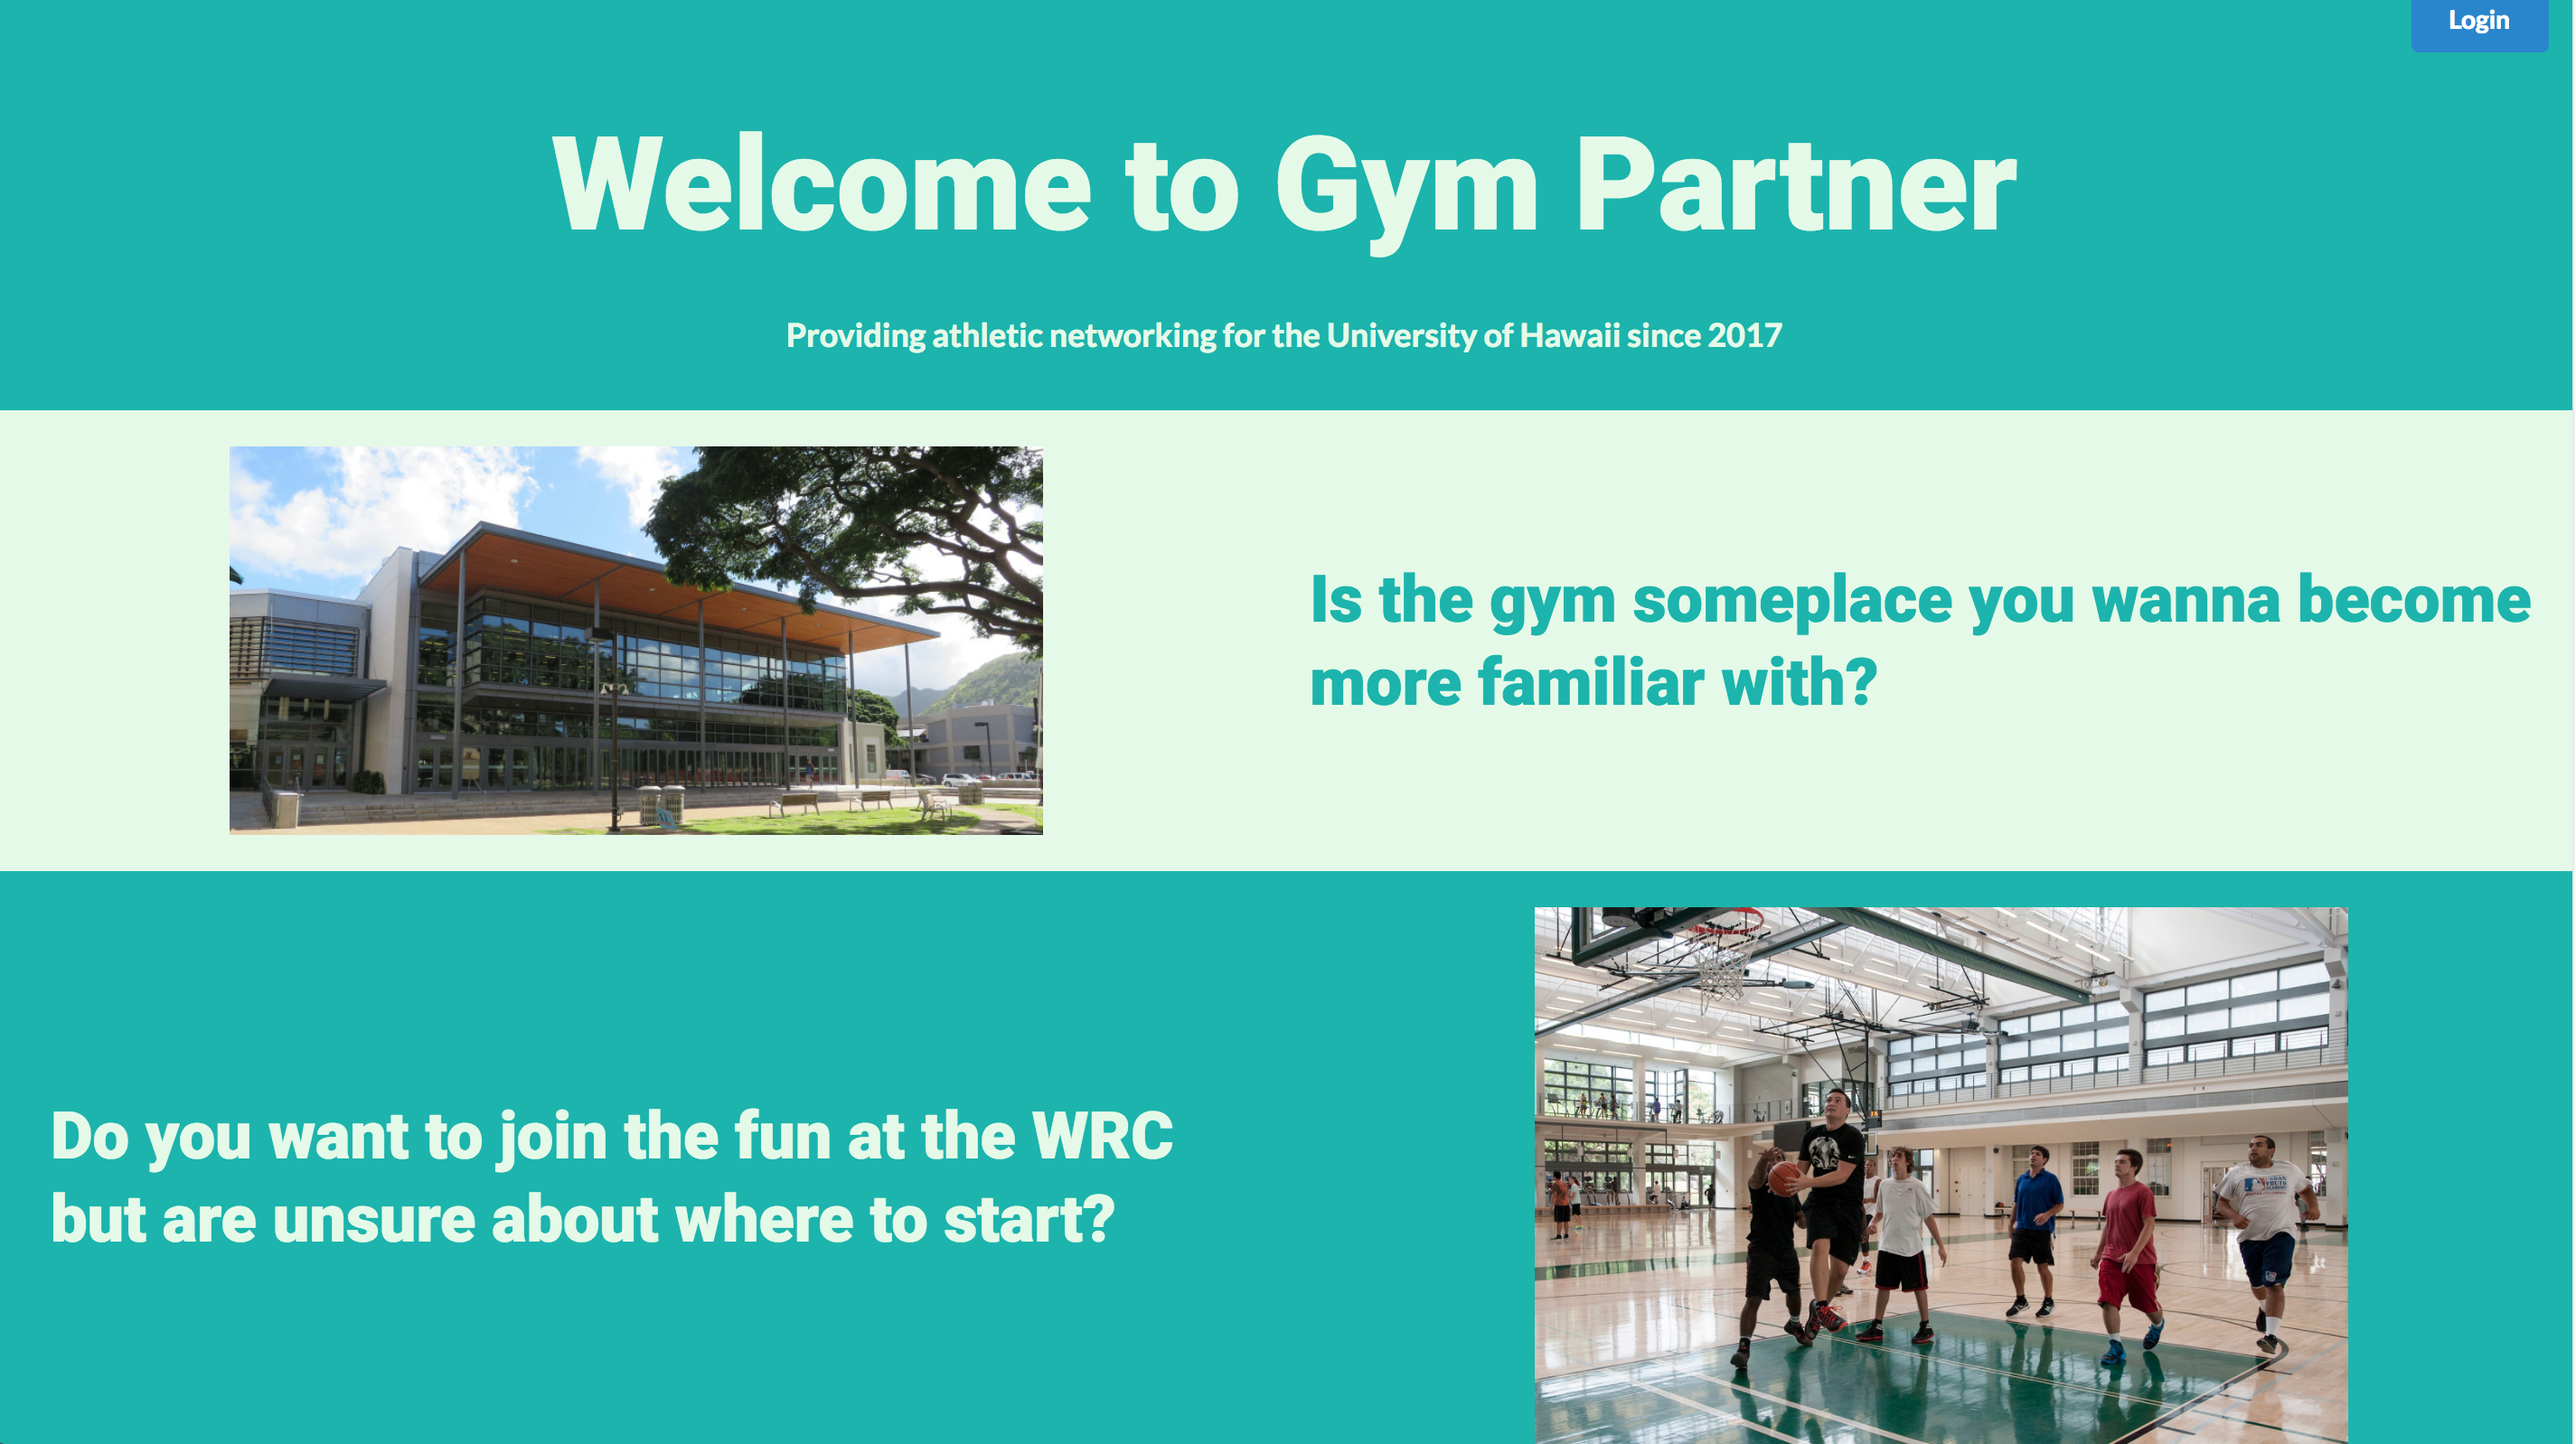 Login
Welcome to Gym Partner
Providing athletic networking for the University of Hawaii since 2017
Is the gym someplace you wanna become
more familiar with?
Do you want to join the fun at the WRC
but are unsure about where to start?